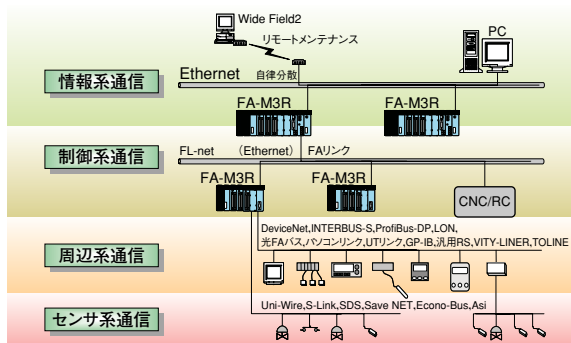 Wide Field2
リモートメンテナンス
PC
Ethernet 自律分散
情報系通信
FA-M3R
FA-M3R
制御系通信
FL-net （Ethernet） FAリンク
FA-M3R
FA-M3R
CNC/RC
DeviceNet,INTERBUS-S,ProfiBus-DP,LON,
光FAバス,パソコンリンク,UTリンク,GP-IB,汎用RS,VITY-LINER,TOLINE
周辺系通信
Uni-Wire,S-Link,SDS,Save NET,Econo-Bus,Asi
センサ系通信